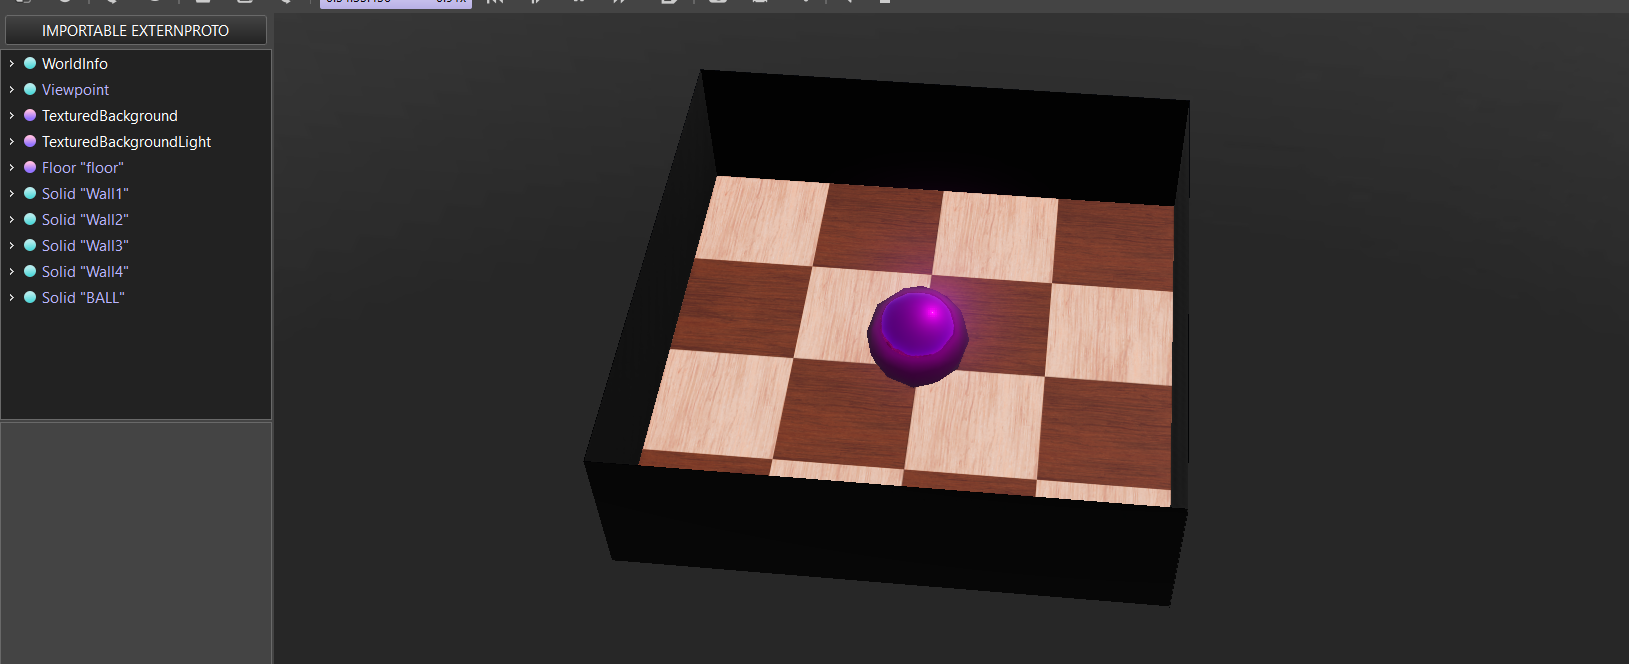 IMPORTABLE EXTERNPROTO
WorldInfo
Viewpoint
TexturedBackground
TexturedBackgroundLight
Floor "floor"
Solid "Wall1"
Solid "Wall2"
Solid "Wall3"
Solid "Wall4"
Solid "BALL"